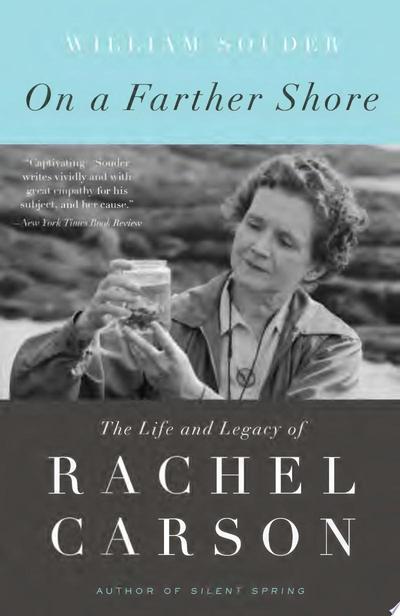 WILLIAM SOUDER
On a Farther Shore
"Captivating...Souder
writes vividly and with
great empathy for his
subject, and her cause."
—New York Times Book Review
The Life and Legacy of
RACHEL
CARSON
AUTHOR OF SILENT SPRING